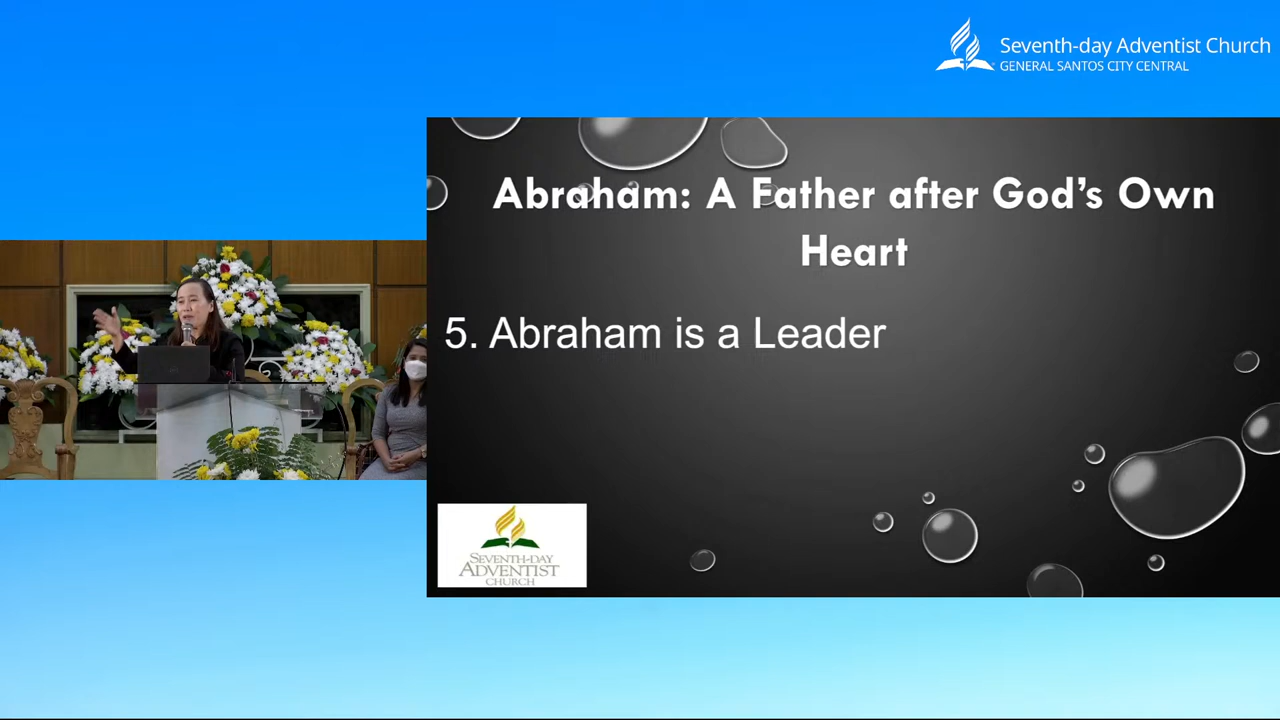 Seventh-day Adventist Church
GENERAL SANTOS CITY CENTRAL
Abraham: A Father after God's Own
Heart
5. Abraham is a Leader
SEVENTH-DAY
ADVENTIST
CHURCH